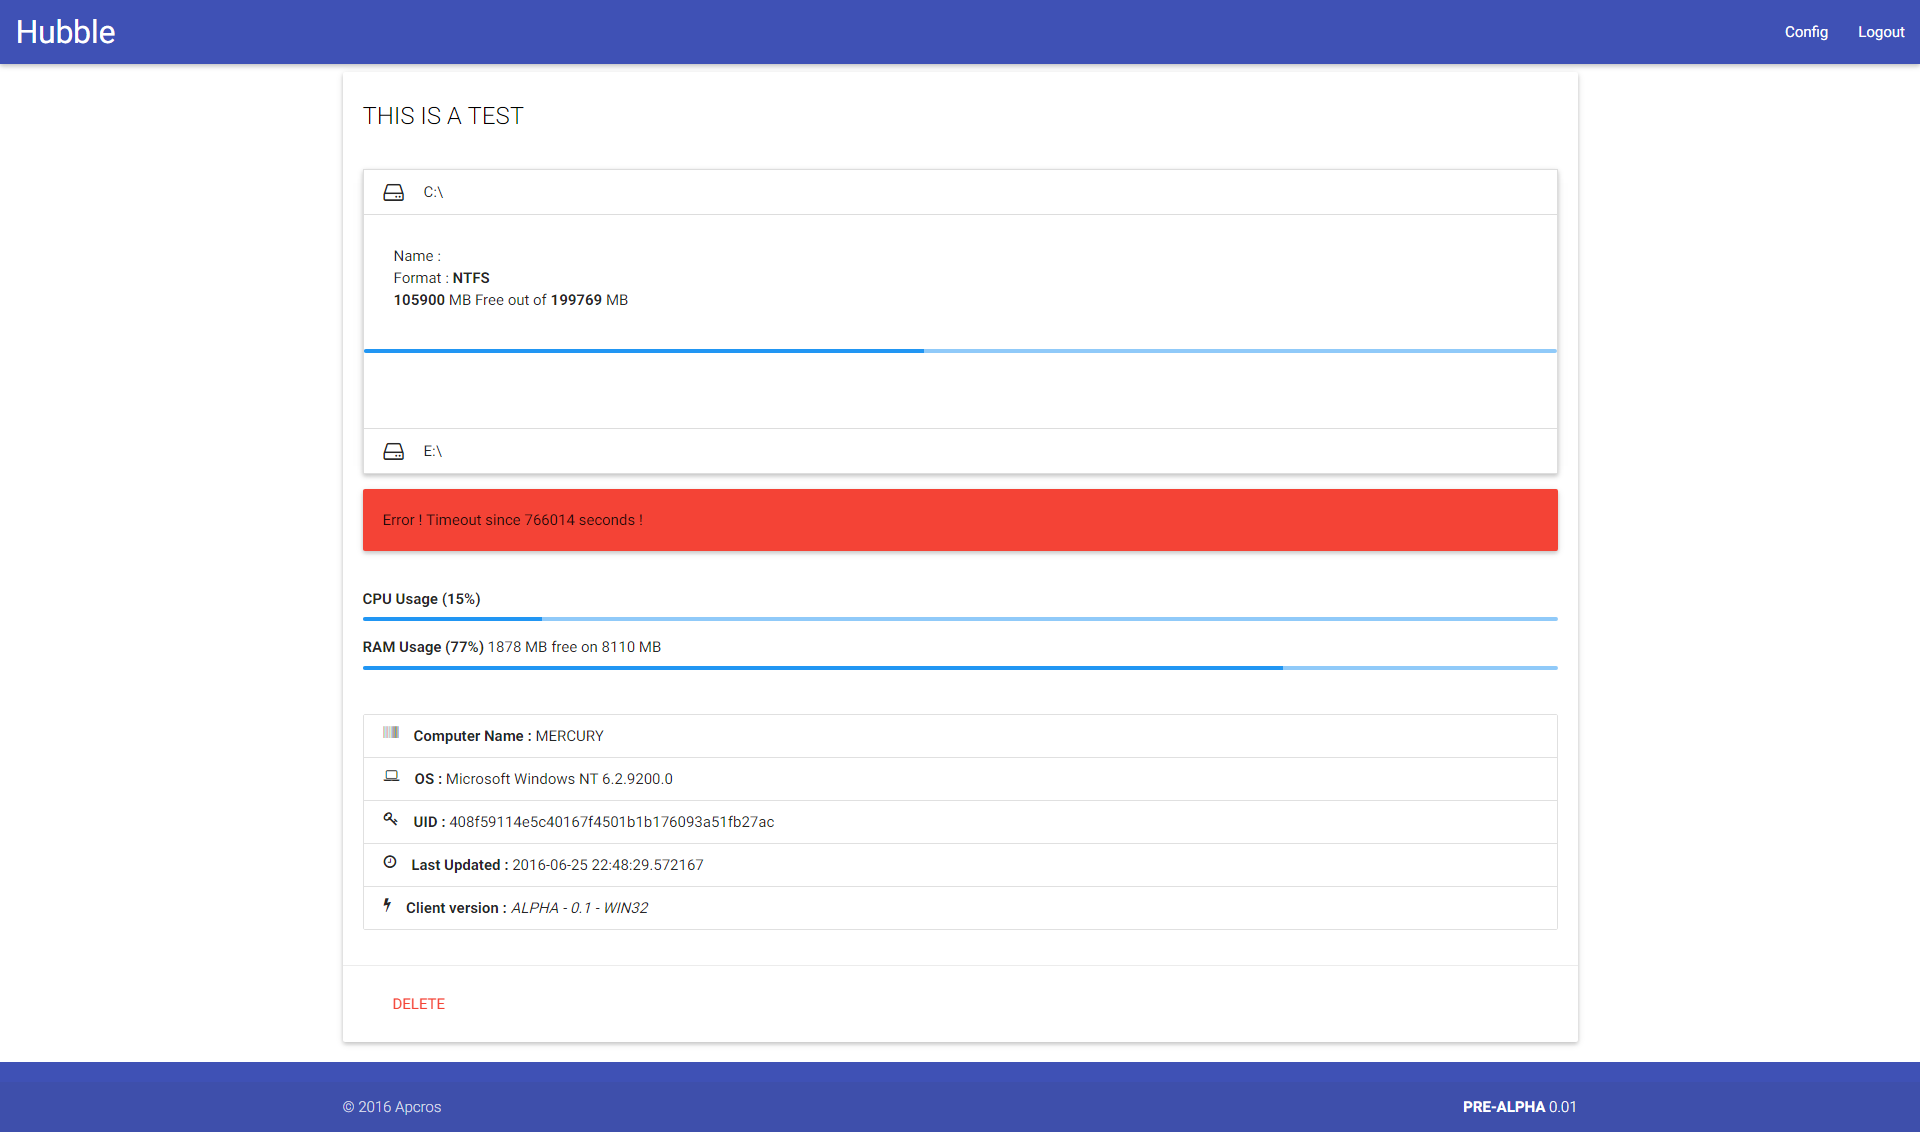 Hubble
Config Logout
THIS IS A TEST
C:\
Name :
Format : NTFS
105900 MB Free out of 199769 MB
E:\
Error ! Timeout since 766014 seconds !
CPU Usage (15%)
RAM Usage (77%) 1878 MB free on 8110 MB
Computer Name : MERCURY
OS : Microsoft Windows NT 6.2.9200.0
UID : 408f59114e5c40167f4501b1b176093a51fb27ac
Last Updated : 2016-06-25 22:48:29.572167
Client version : ALPHA - 0.1 - WIN32
DELETE
© 2016 Apcros
PRE-ALPHA 0.01